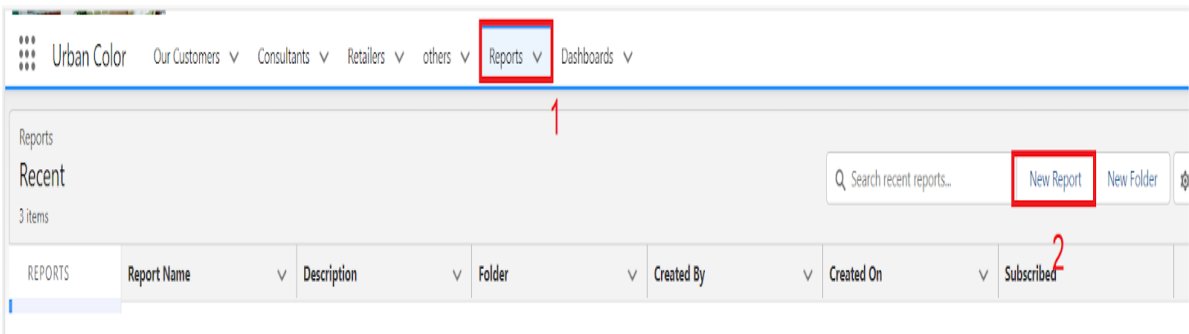 Urban Color Our Customers Consultants Retailers others Reports Dashboards
1
Reports
Recent
3 items
Search recent reports... New Report New Folder
2
REPORTS Report Name Description Folder Created By Created On Subscribed